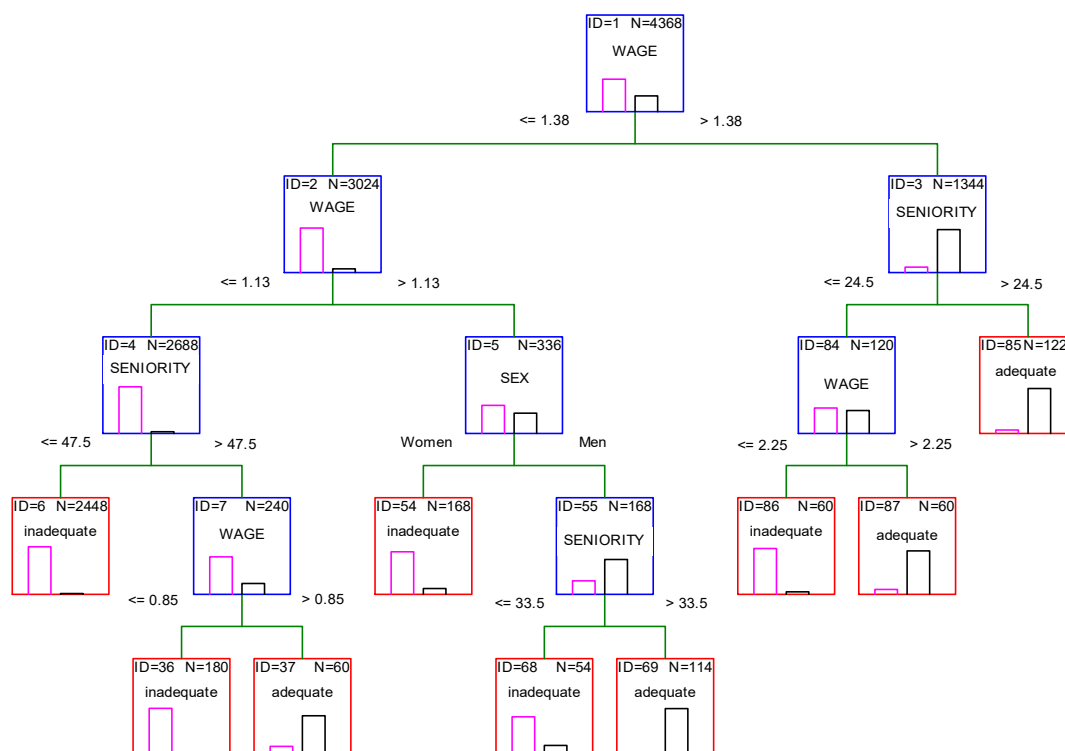 ID=1 N=4368
WAGE
<= 1.38 > 1.38
ID=2 N=3024 ID=3 N=1344
WAGE SENIORITY
<= 1.13 > 1.13 <= 24.5 > 24.5
ID=4 N=2688 ID=5 N=336 ID=84 N=120 ID=85 N=122
SENIORITY SEX WAGE adequate
<= 47.5 > 47.5 Women Men <= 2.25 > 2.25
ID=6 N=2448 ID=7 N=240 ID=54 N=168 ID=55 N=168 ID=86 N=60 ID=87 N=60
inadequate WAGE inadequate SENIORITY inadequate adequate
<= 0.85 > 0.85 <= 33.5 > 33.5
ID=36 N=180 ID=37 N=60 ID=68 N=54 ID=69 N=114
inadequate adequate inadequate adequate